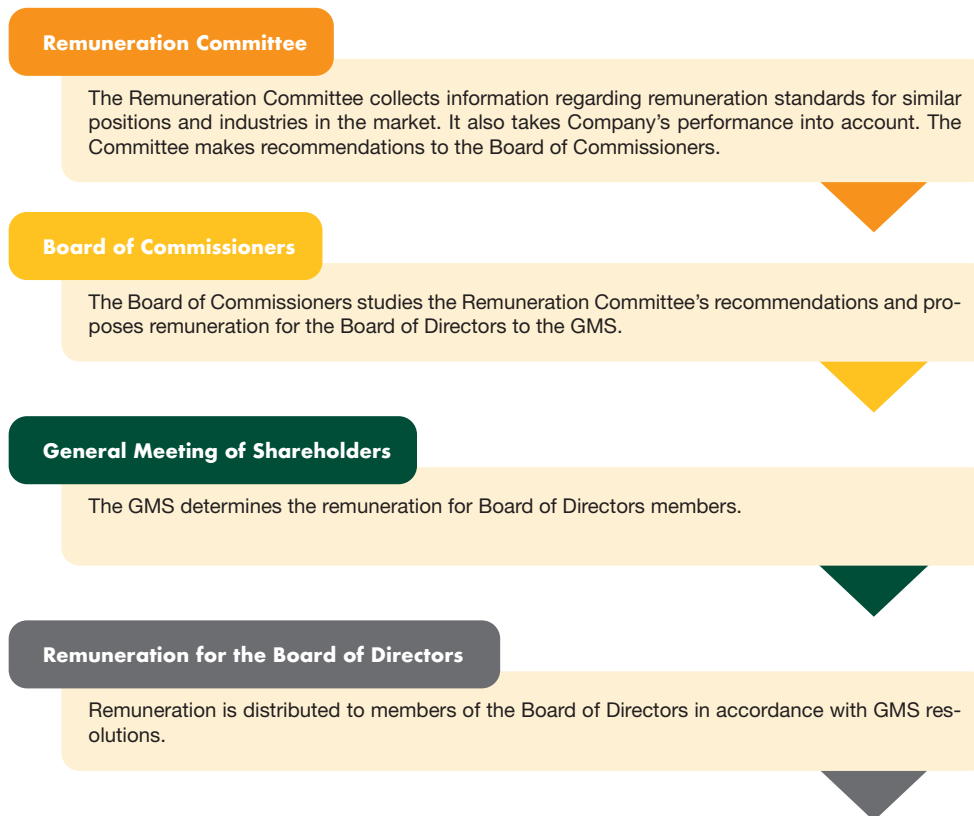 Remuneration Committee
The Remuneration Committee collects information regarding remuneration standards for similar
positions and industries in the market. It also takes Company’s performance into account. The
Committee makes recommendations to the Board of Commissioners.
Board of Commissioners
The Board of Commissioners studies the Remuneration Committee’s recommendations and pro-
poses remuneration for the Board of Directors to the GMS.
General Meeting of Shareholders
The GMS determines the remuneration for Board of Directors members.
Remuneration for the Board of Directors
Remuneration is distributed to members of the Board of Directors in accordance with GMS res-
olutions.